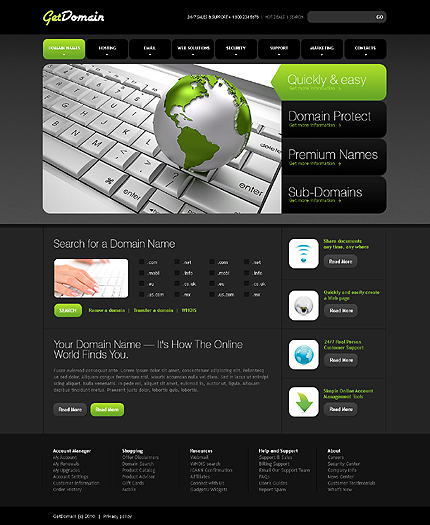 GetDomain
24/7 SALES & SUPPORT + 1 800 234 5678 | HOT DEALS | SEARCH
GO
DOMAIN NAMES
HOSTING
EMAIL
WEB SOLUTIONS
SECURITY
SUPPORT
MARKETING
CONTACTS
Quickly & easy
Get more information
Domain Protect
Get more information
Premium Names
Get more information
Sub-Domains
Get more information
command
option
enter
Search for a Domain Name
.com .net .com .net
.mobi .info .mobi .info
.eu .co.uk .eu .co.uk
.us.com .mx .us.com .mx
SEARCH
Renew a domain | Transfer a domain | WHOIS
Share documents
any time, any where
Read More
Quickly and easily create
a Web page
Read More
24/7 Real Person
Customer Support
Read More
Simple Online Account
Management Tools
Read More
Your Domain Name — It's How The Online
World Finds You.
Read More
Read More
Account Manager
My Account
My Renewals
My Upgrades
Account Settings
Customer Information
Order History
Shopping
Offer Disclaimers
Domain Search
Product Catalog
Product Advisor
Gift Cards
Mobile
Resources
Webmail
WHOIS search
ICANN Confirmation
Affiliates
Connect with Us
Gadgets/ Widgets
Help and Support
Support & Sales
Billing Support
Email Our Support Team
FAQs
User's Guides
Report Spam
About
Careers
Security Center
Company Info
News Center
Customer Testimonials
What's New
GetDomain (c) 2010 | Privacy policy